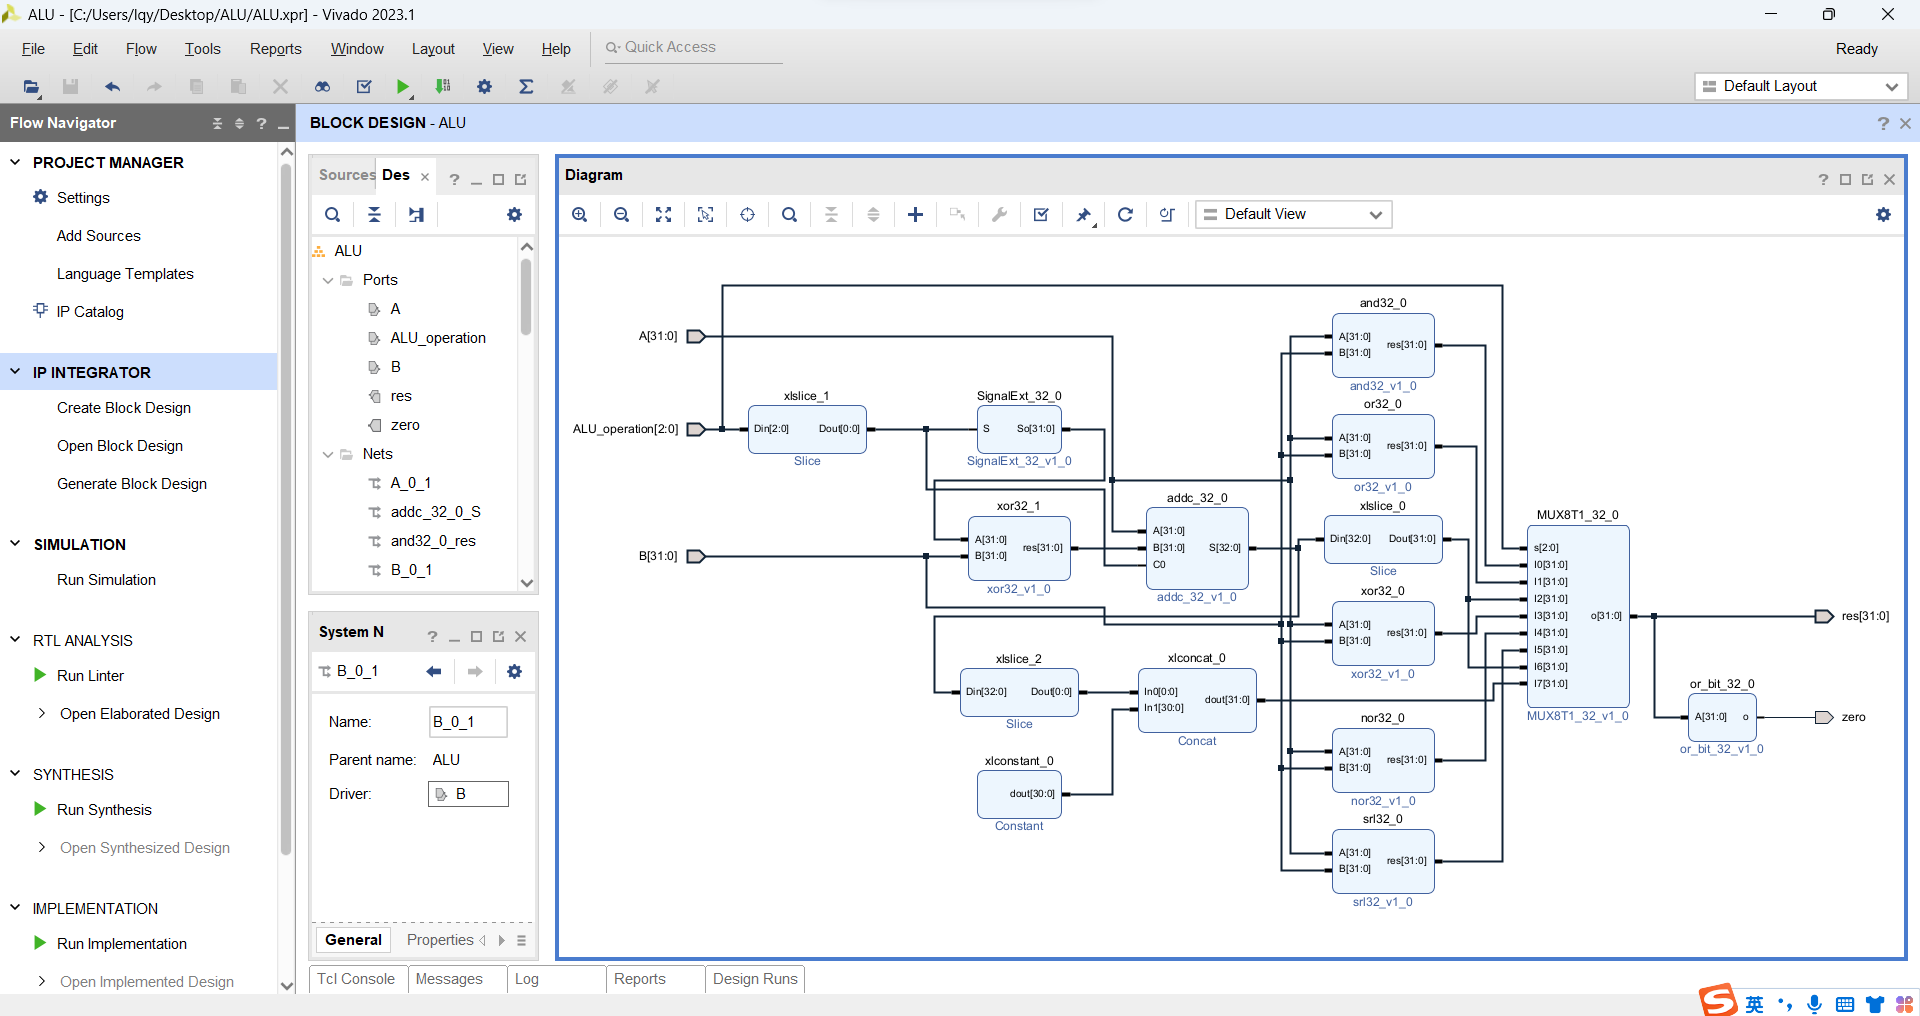 ALU - [C:/Users/lqy/Desktop/ALU/ALU.xpr] - Vivado 2023.1
File Edit Flow Tools Reports Window Layout View Help Quick Access Ready
Default Layout
Flow Navigator
PROJECT MANAGER
Settings
Add Sources
Language Templates
IP Catalog
IP INTEGRATOR
Create Block Design
Open Block Design
Generate Block Design
SIMULATION
Run Simulation
RTL ANALYSIS
Run Linter
Open Elaborated Design
SYNTHESIS
Run Synthesis
Open Synthesized Design
IMPLEMENTATION
Run Implementation
Open Implemented Design
BLOCK DESIGN - ALU
Sources Des
ALU
Ports
A
ALU_operation
B
res
zero
Nets
A_0_1
addc_32_0_S
and32_0_res
B_0_1
System N
B_0_1
Name: B_0_1
Parent name: ALU
Driver: B
General Properties
Diagram
Default View
A[31:0]
ALU_operation[2:0]
B[31:0]
xlslice_1
Din[2:0] Dout[0:0]
Slice
SignalExt_32_0
S So[31:0]
SignalExt_32_v1_0
xor32_1
A[31:0]
B[31:0]
res[31:0]
xor32_v1_0
addc_32_0
A[31:0]
B[31:0]
C0
S[32:0]
addc_32_v1_0
xlslice_2
Din[32:0] Dout[0:0]
Slice
xlconcat_0
In0[0:0]
In1[30:0]
dout[31:0]
Concat
xlconstant_0
dout[30:0]
Constant
and32_0
A[31:0]
B[31:0]
res[31:0]
and32_v1_0
or32_0
A[31:0]
B[31:0]
res[31:0]
or32_v1_0
xlslice_0
Din[32:0] Dout[31:0]
Slice
xor32_0
A[31:0]
B[31:0]
res[31:0]
xor32_v1_0
nor32_0
A[31:0]
B[31:0]
res[31:0]
nor32_v1_0
srl32_0
A[31:0]
B[31:0]
res[31:0]
srl32_v1_0
MUX8T1_32_0
s[2:0]
I0[31:0]
I1[31:0]
I2[31:0]
I3[31:0]
I4[31:0]
I5[31:0]
I6[31:0]
I7[31:0]
o[31:0]
MUX8T1_32_v1_0
or_bit_32_0
A[31:0] o
or_bit_32_v1_0
res[31:0]
zero
Tcl Console Messages Log Reports Design Runs
英